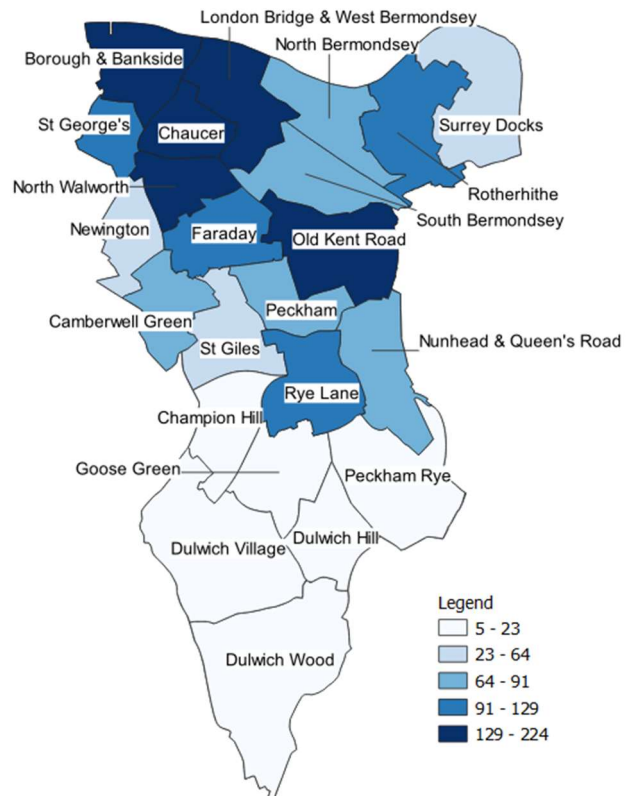 London Bridge & West Bermondsey
North Bermondsey
Borough & Bankside
St George's
Chaucer
Surrey Docks
North Walworth
Rotherhithe
South Bermondsey
Newington
Faraday
Old Kent Road
Peckham
Camberwell Green
St Giles
Nunhead & Queen's Road
Rye Lane
Champion Hill
Goose Green
Peckham Rye
Dulwich Hill
Dulwich Village
Dulwich Wood
Legend
5 - 23
23 - 64
64 - 91
91 - 129
129 - 224